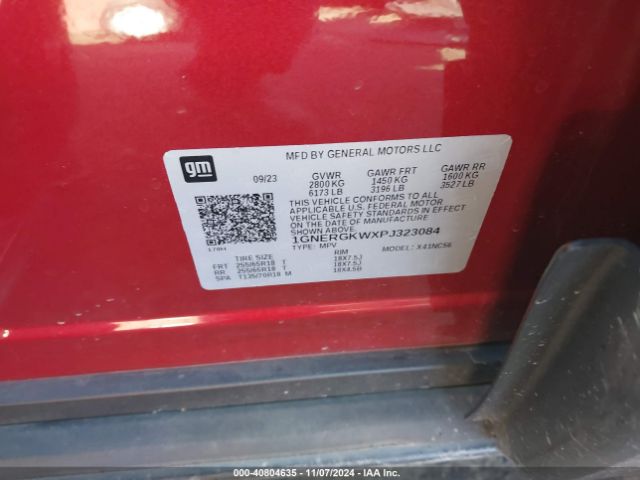 gm
MFD BY GENERAL MOTORS LLC
09/23
GVWR GAWR FRT GAWR RR
2800 KG 1450 KG 1600 KG
6173 LB 3196 LB 3527 LB
THIS VEHICLE CONFORMS TO ALL
APPLICABLE U.S. FEDERAL MOTOR
VEHICLE SAFETY STANDARDS IN EFFECT
ON THE DATE OF MANUFACTURE
SHOWN ABOVE.
1GNERGKWXPJ323084
TYPE: MPV MODEL: X41NC56
TIRE SIZE RIM
FRT 255/65R18 T 18X7.5J
RR 255/65R18 T 18X7.5J
SPA T135/70R18 M 18X4.5B
000-40804635 - 11/07/2024 - IAA Inc.